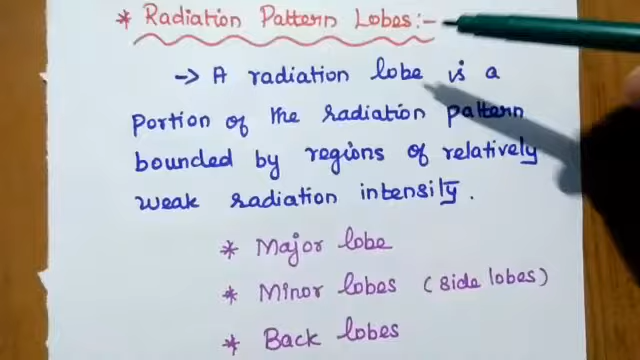 * Radiation Pattern Lobes:-
-> A radiation lobe is a
portion of the radiation pattern
bounded by regions of relatively
weak radiation intensity.
* Major lobe
* Minor lobes (side lobes)
* Back lobes